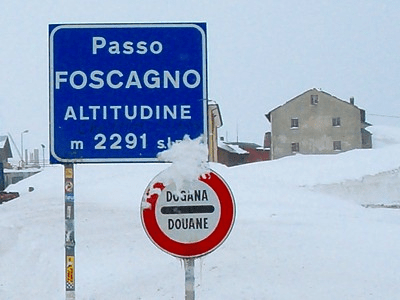 Passo
FOSCAGNO
ALTITUDINE
m 2291 s.l.m.
DOGANA
DOUANE